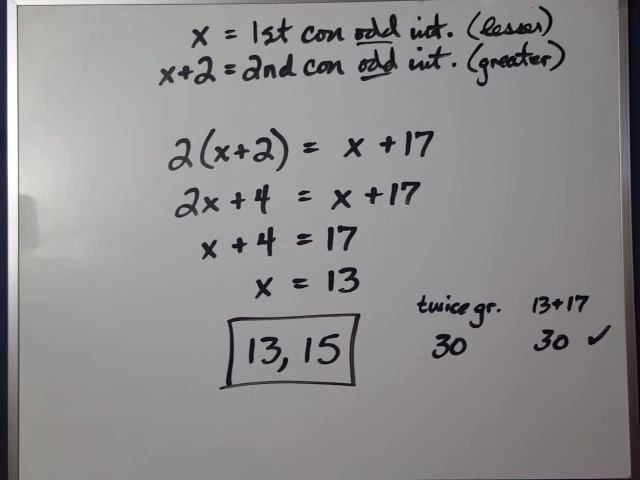 x = 1st con odd int. (lesser)
x+2 = 2nd con odd int. (greater)
2(x+2) = x+17
2x+4 = x+17
x+4 = 17
x = 13
13, 15
twice gr. 13+17
30 30 ✓